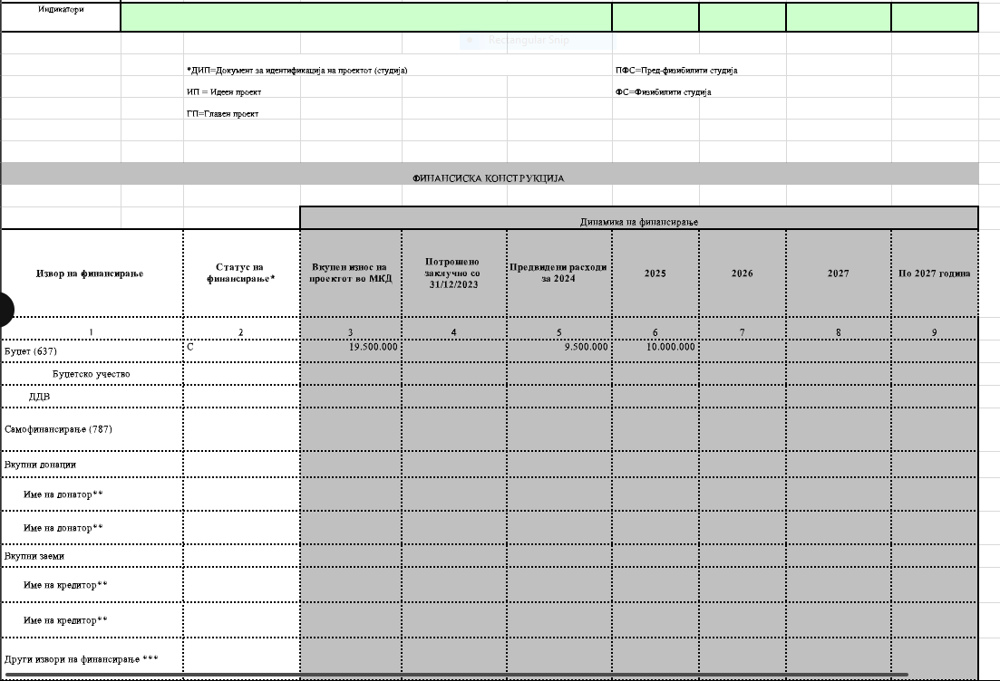 Индикатори
Rectangular Snip
*ДИП=Документ за идентификација на проектот (студија)
ПФС=Пред-физибилити студија
ИП = Идеен проект
ФС=Физибилити студија
ГП=Главен проект
ФИНАНСИСКА КОНСТРУКЦИЈА
Динамика на финансирање
Извор на финансирање
Статус на
финансирање*
Вкупен износ на
проектот во МКД
Потрошено
заклучно со
31/12/2023
Предвидени расходи
за 2024
2025
2026
2027
По 2027 година
1 2 3 4 5 6 7 8 9
Буџет (637) С 19.500.000 9.500.000 10.000.000
Буџетско учество
ДДВ
Самофинансирање (787)
Вкупни донации
Име на донатор**
Име на донатор**
Вкупни заеми
Име на кредитор**
Име на кредитор**
Други извори на финансирање ***